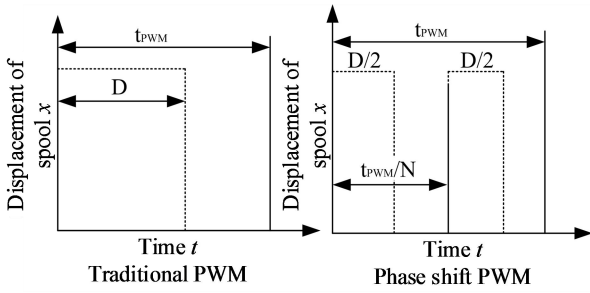 Displacement of
spool x
tPWM
D
Time t
Traditional PWM
Displacement of
spool x
tPWM
D/2
D/2
tPWM/N
Time t
Phase shift PWM